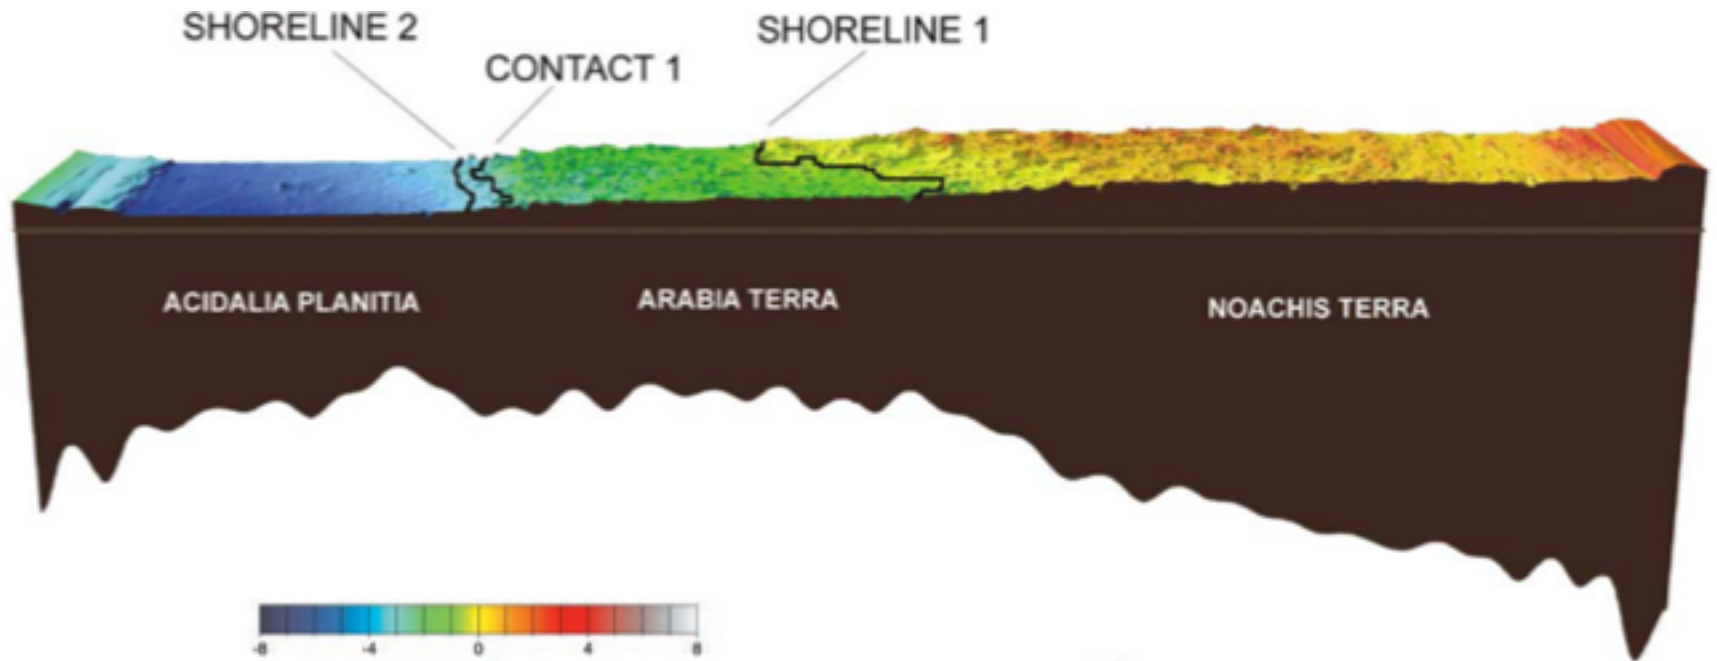 SHORELINE 2
CONTACT 1
SHORELINE 1
ACIDALIA PLANITIA
ARABIA TERRA
NOACHIS TERRA
-8 -4 0 4 8